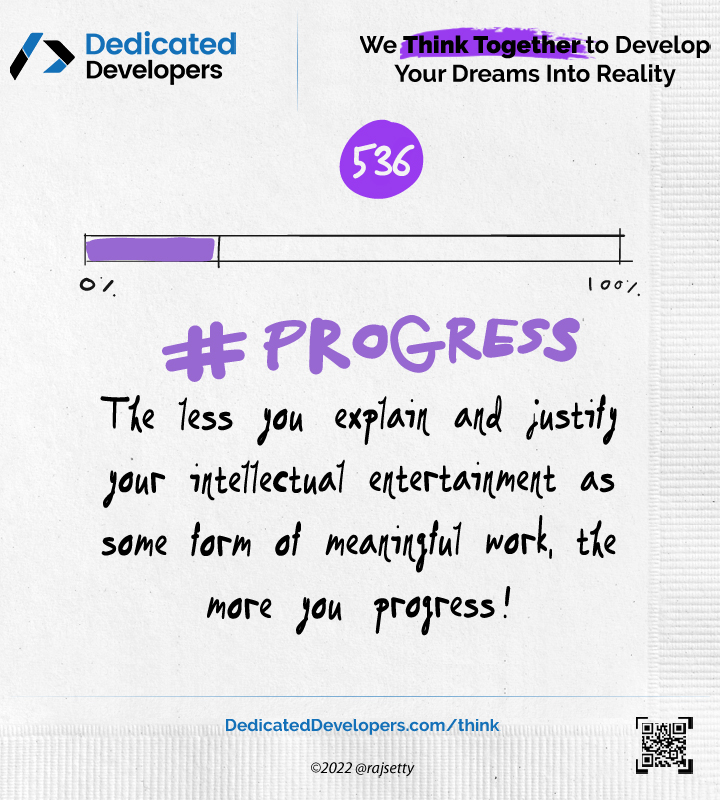 Dedicated
Developers
We Think Together to Develop
Your Dreams Into Reality
536
0%
100%
#PROGRESS
The less you explain and justify
your intellectual entertainment as
some form of meaningful work, the
more you progress!
DedicatedDevelopers.com/think
©2022 @rajsetty